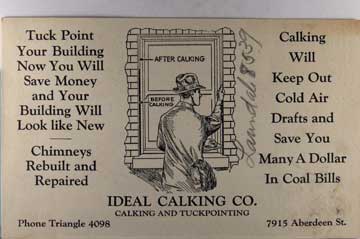 Tuck Point
Your Building
Now You Will
Save Money
and Your
Building Will
Look like New
Chimneys
Rebuilt and
Repaired
AFTER CALKING
BEFORE
CALKING
Calking
Will
Keep Out
Cold Air
Drafts and
Save You
Many A Dollar
In Coal Bills
IDEAL CALKING CO.
CALKING AND TUCKPOINTING
Phone Triangle 4098
7915 Aberdeen St.